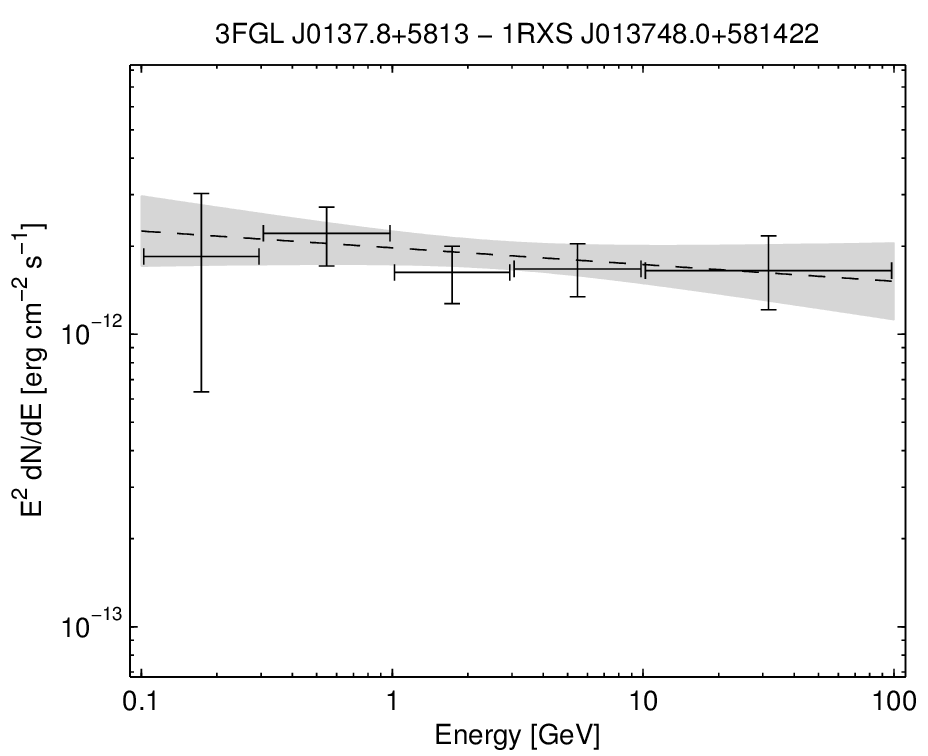 3FGL J0137.8+5813 − 1RXS J013748.0+581422
E² dN/dE [erg cm⁻² s⁻¹]
10⁻¹²
10⁻¹³
0.1 1 10 100
Energy [GeV]